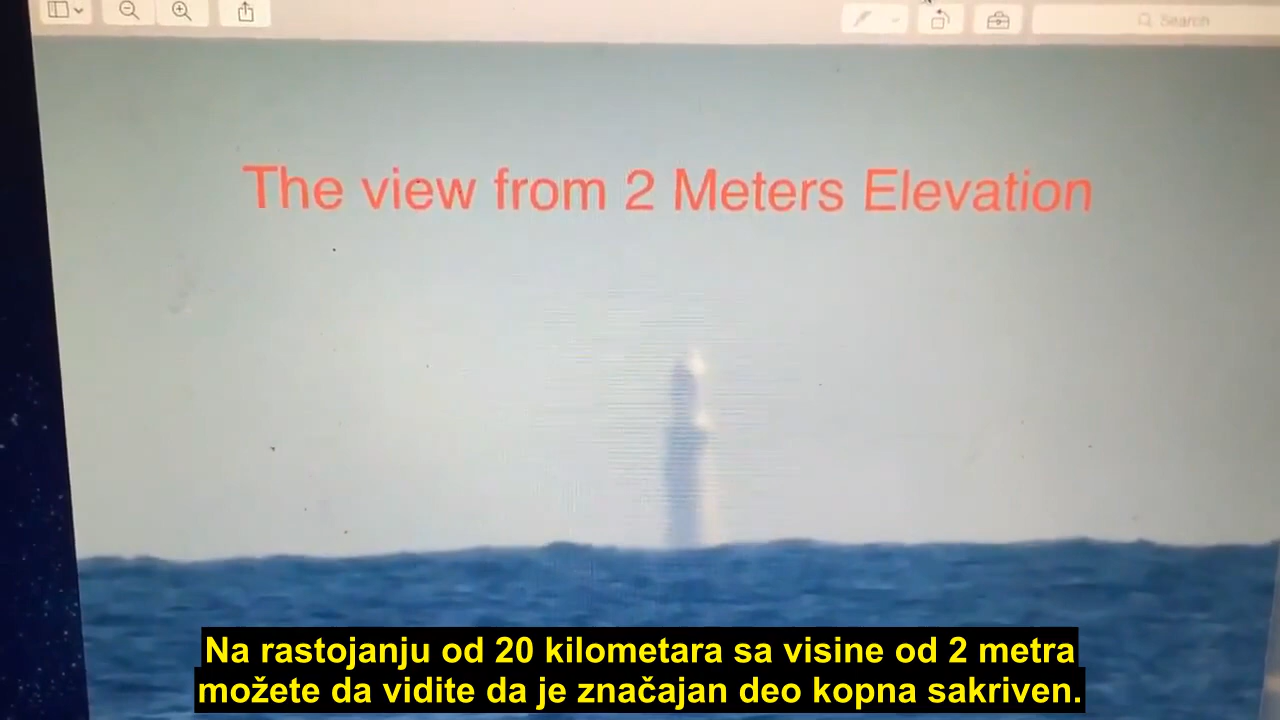 Search
The view from 2 Meters Elevation
Na rastojanju od 20 kilometara sa visine od 2 metra
možete da vidite da je značajan deo kopna sakriven.